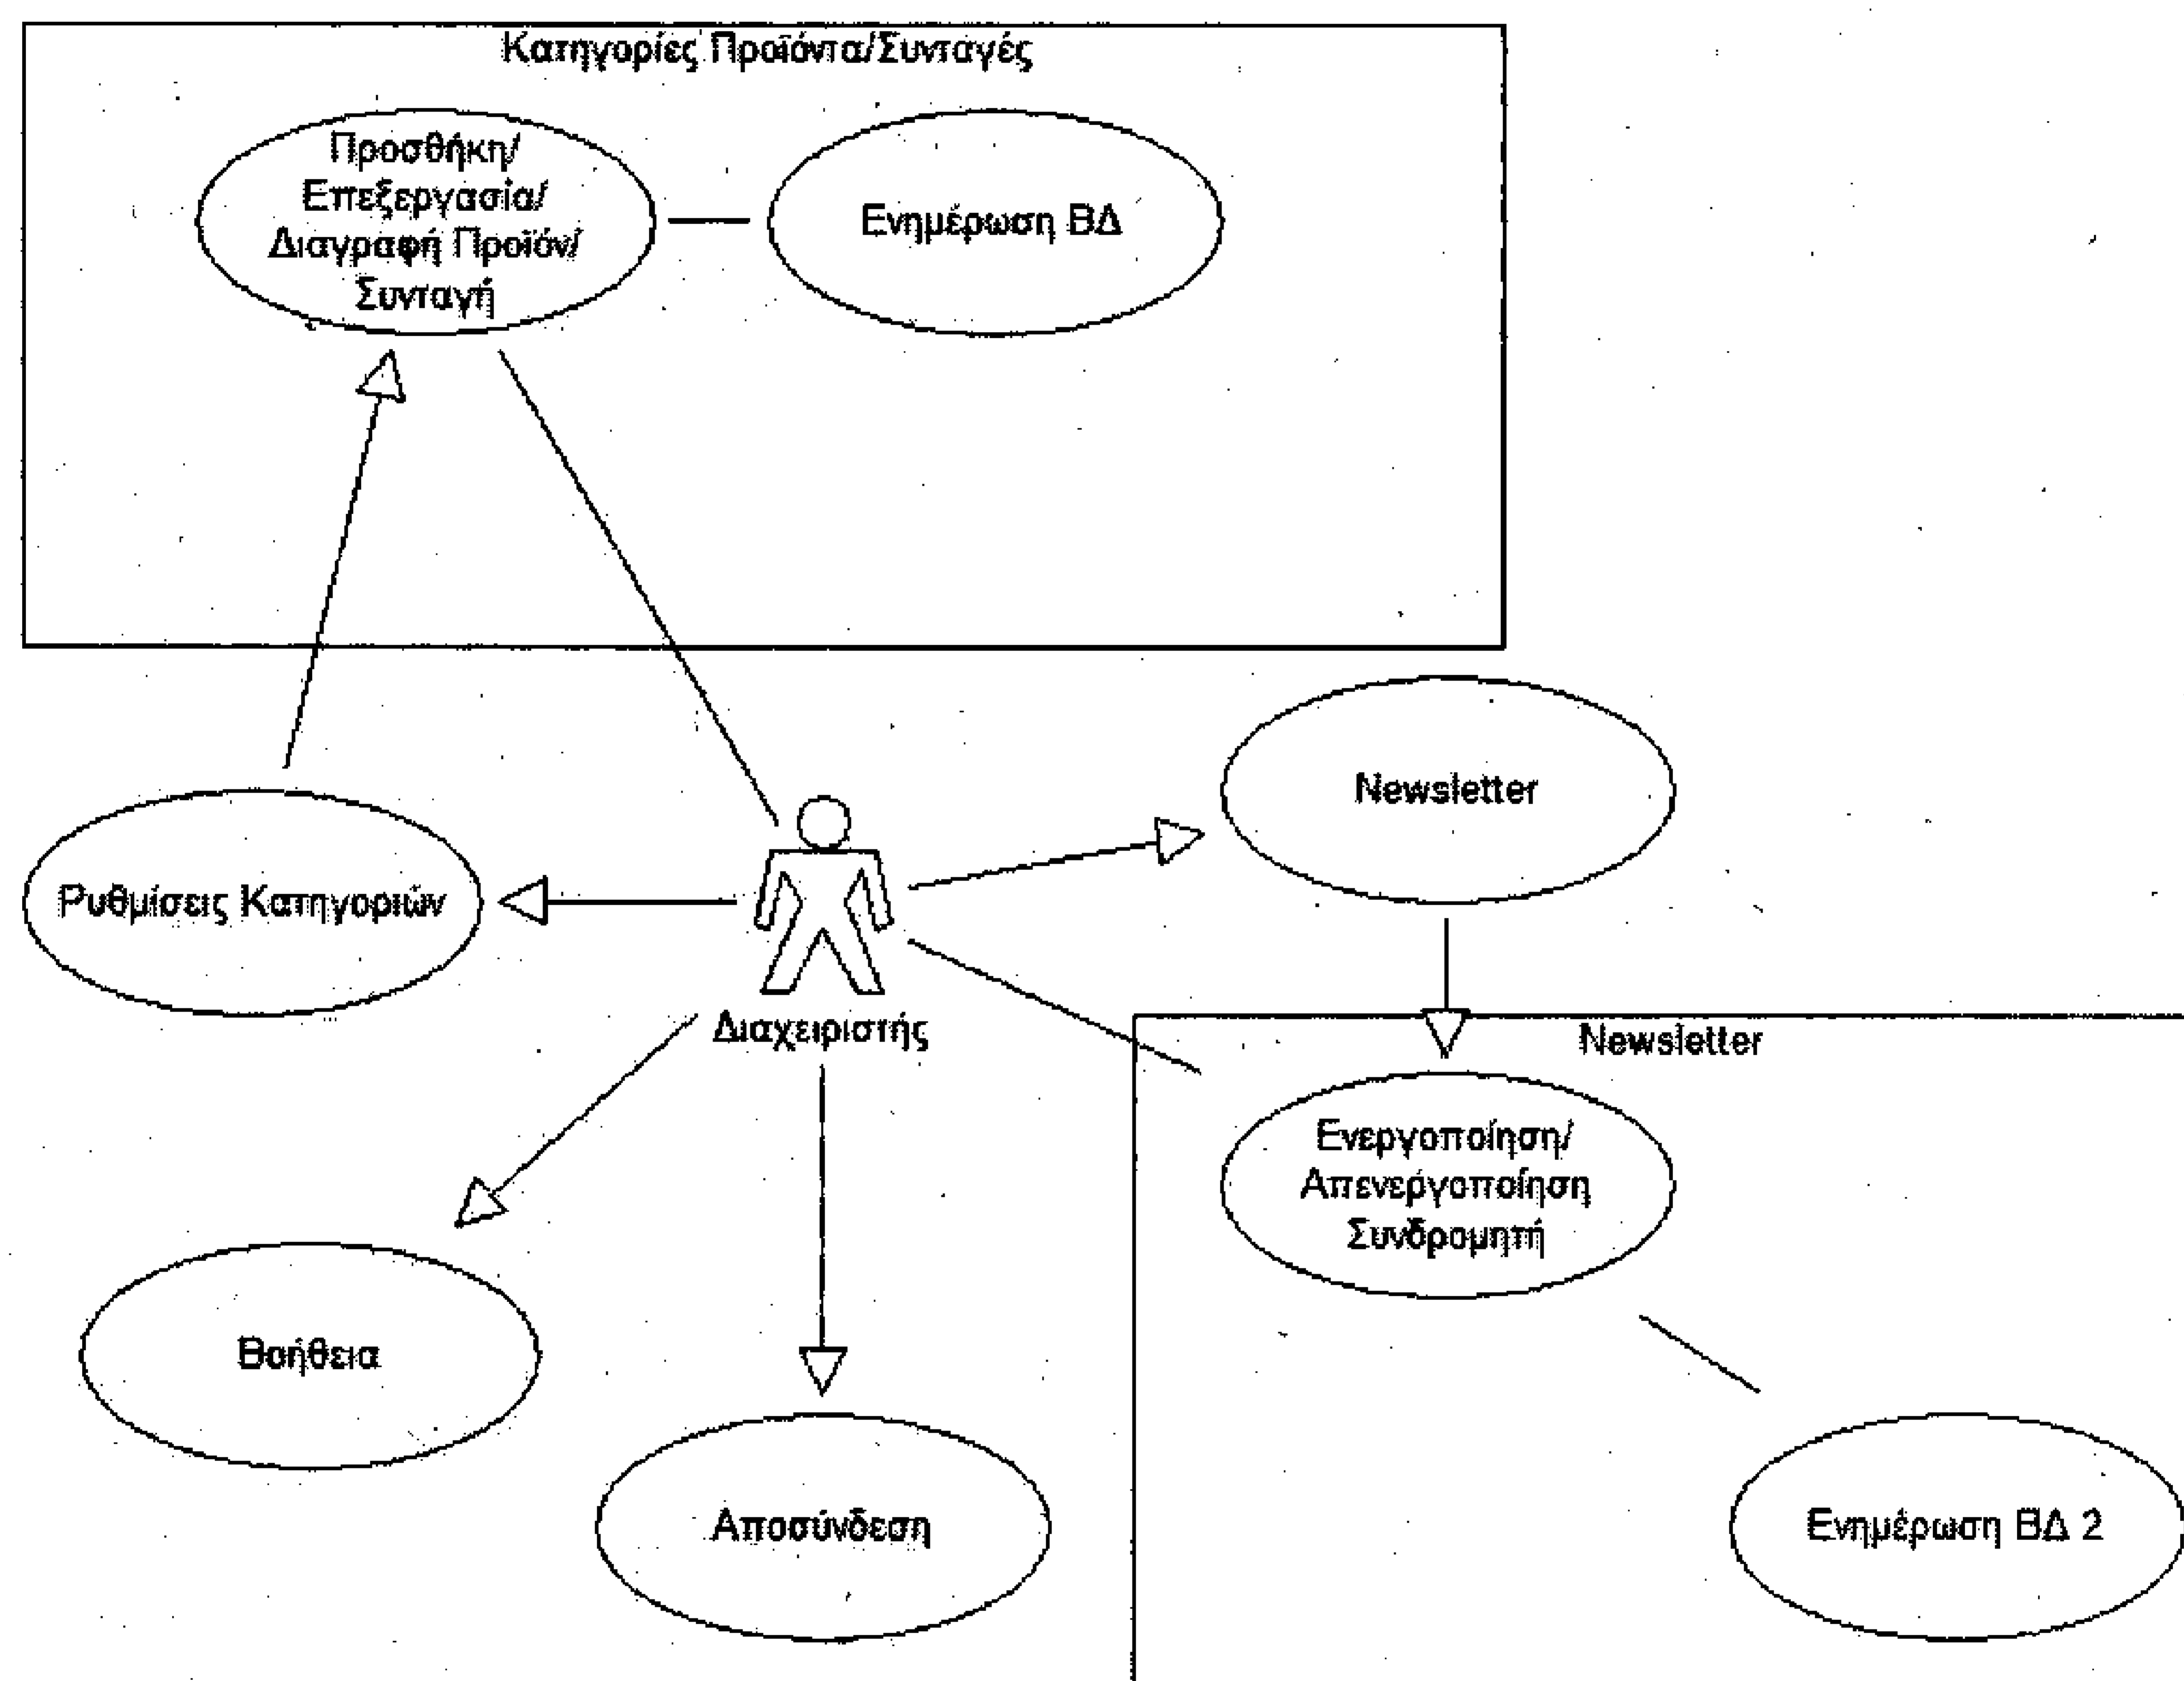 Κατηγορίες Προϊόντα/Συνταγές
Προσθήκη/
Επεξεργασία/
Διαγραφή Προϊόν/
Συνταγή
Ενημέρωση ΒΔ
Newsletter
Ρυθμίσεις Κατηγοριών
Διαχειριστής
Newsletter
Ενεργοποίηση/
Απενεργοποίηση
Συνδρομητή
Βοήθεια
Αποσύνδεση
Ενημέρωση ΒΔ 2